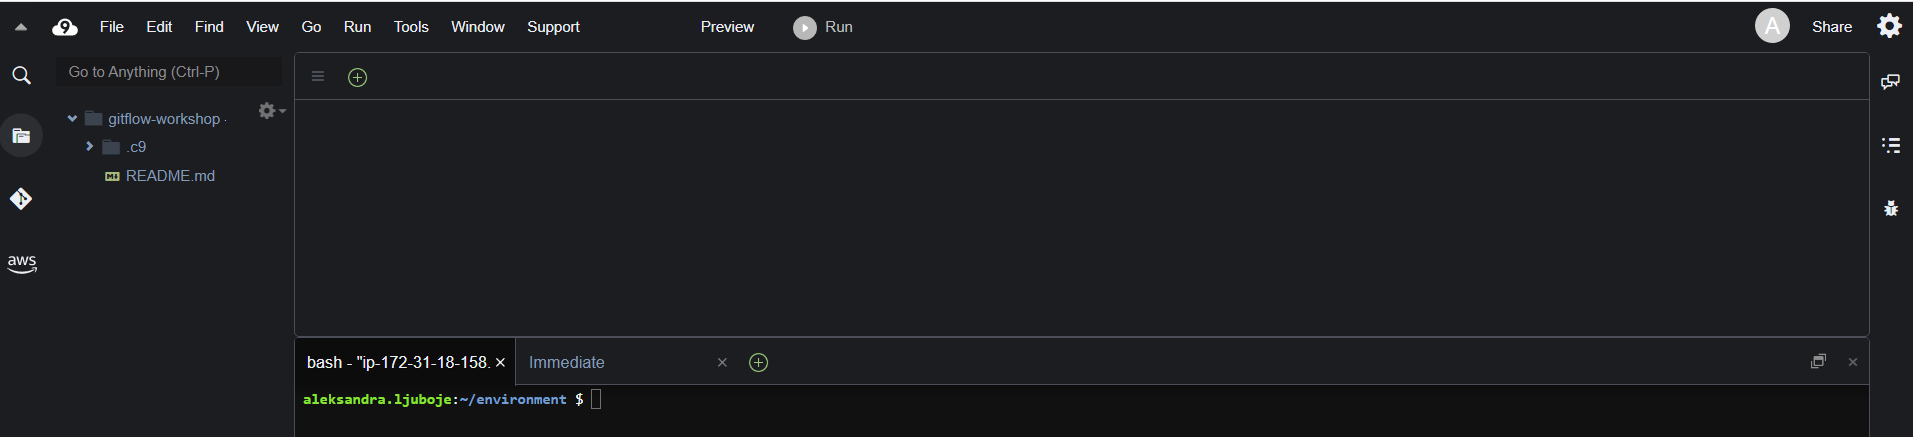 9 File Edit Find View Go Run Tools Window Support Preview Run A Share
Go to Anything (Ctrl-P)
gitflow-workshop -
.c9
README.md
aws
bash - "ip-172-31-18-158. × Immediate ×
aleksandra.ljuboje:~/environment $